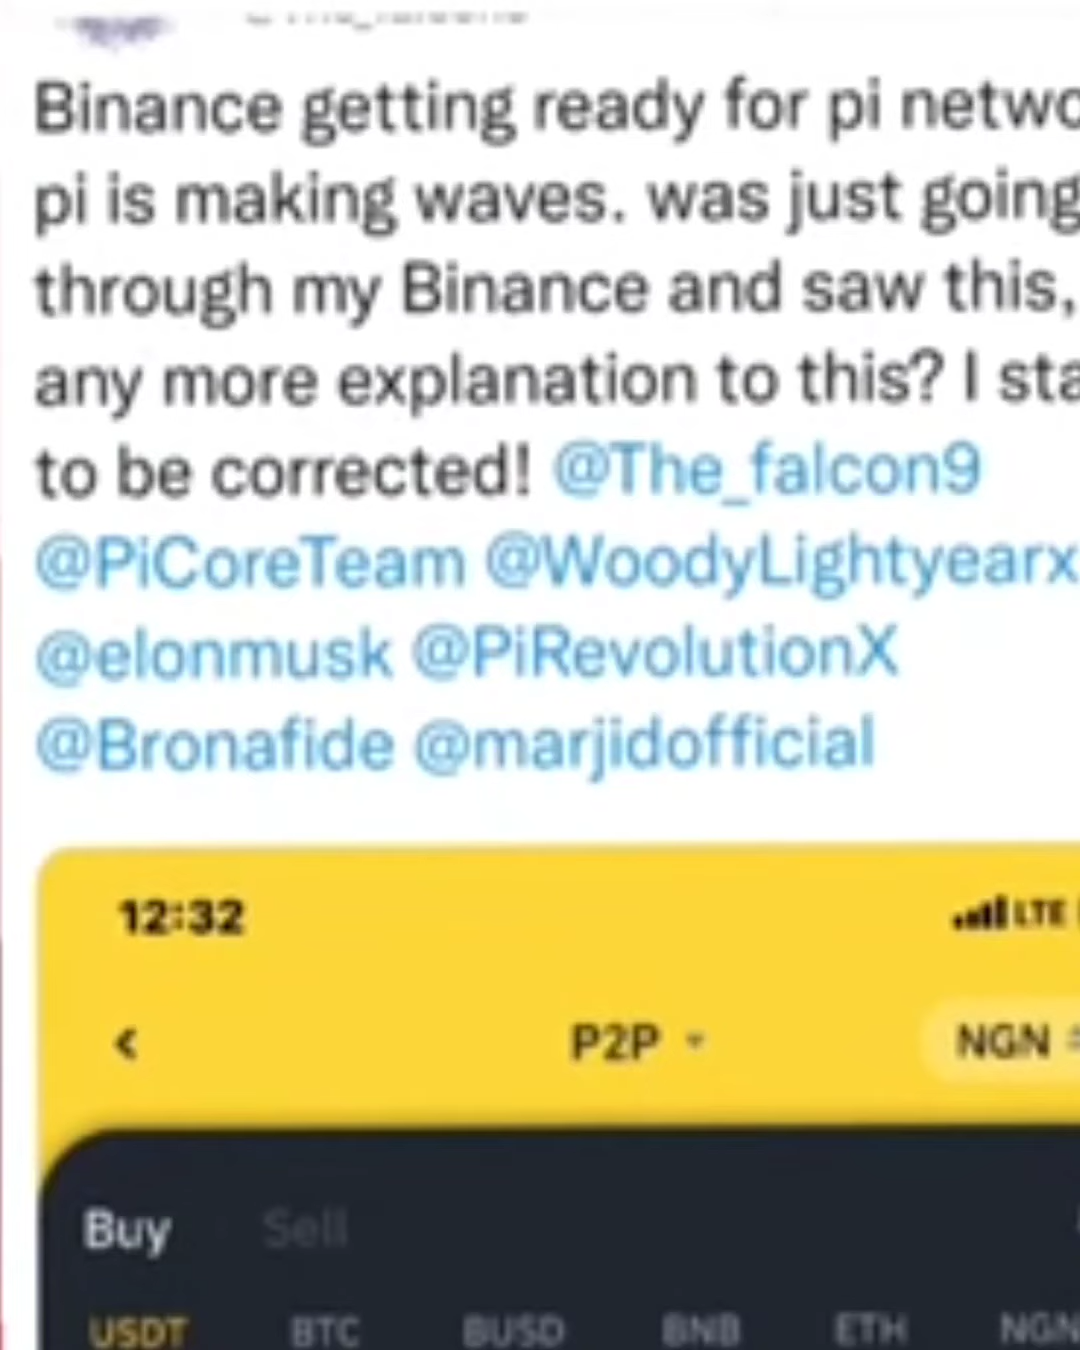 Binance getting ready for pi netwo
pi is making waves. was just going
through my Binance and saw this,
any more explanation to this? I sta
to be corrected! @The_falcon9
@PiCoreTeam @WoodyLightyearx
@elonmusk @PiRevolutionX
@Bronafide @marjidofficial
12:32 LTE
< P2P NGN
Buy Sell
USDT BTC BUSD BNB ETH NGN